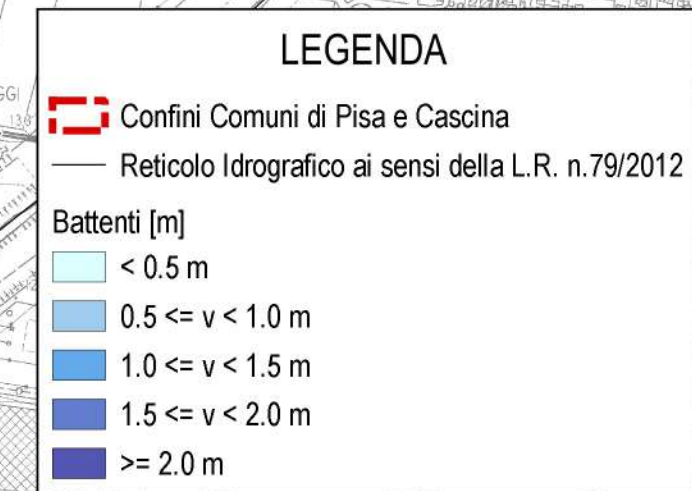 LEGENDA
Confini Comuni di Pisa e Cascina
Reticolo Idrografico ai sensi della L.R. n.79/2012
Battenti [m]
< 0.5 m
0.5 <= v < 1.0 m
1.0 <= v < 1.5 m
1.5 <= v < 2.0 m
>= 2.0 m